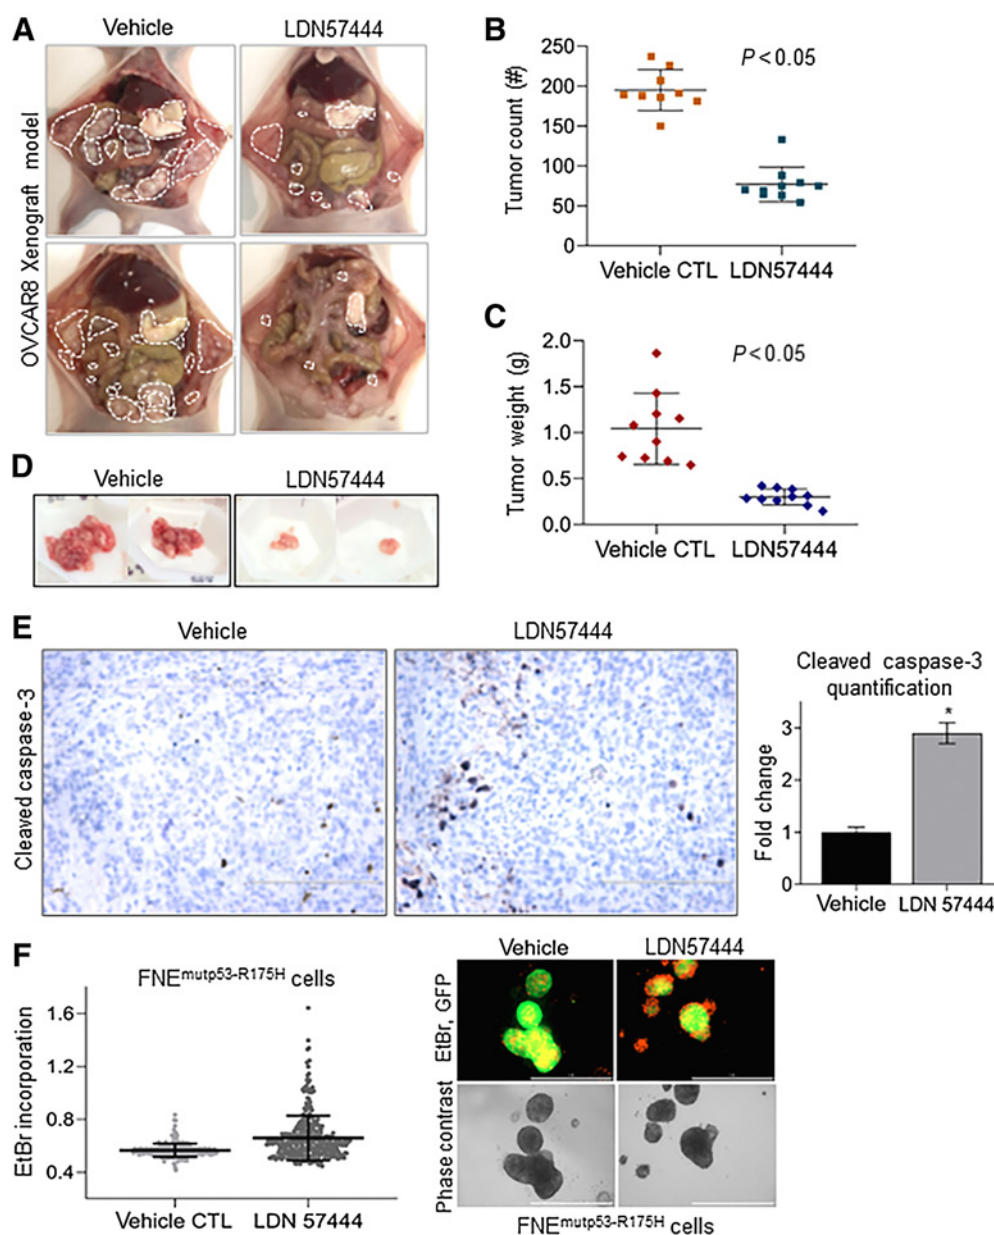 A
Vehicle
LDN57444
OVCAR8 Xenograft model
B
Tumor count (#)
250
200
150
100
50
0
P < 0.05
Vehicle CTL
LDN57444
C
Tumor weight (g)
2.0
1.5
1.0
0.5
0.0
P < 0.05
Vehicle CTL
LDN57444
D
Vehicle
LDN57444
E
Vehicle
LDN57444
Cleaved caspase-3
Cleaved caspase-3
quantification
Fold change
3
2
1
0
*
Vehicle
LDN 57444
F
FNEmutp53-R175H cells
EtBr incorporation
1.6
1.2
0.8
0.4
Vehicle CTL
LDN 57444
Vehicle
LDN57444
EtBr, GFP
Phase contrast
FNEmutp53-R175H cells